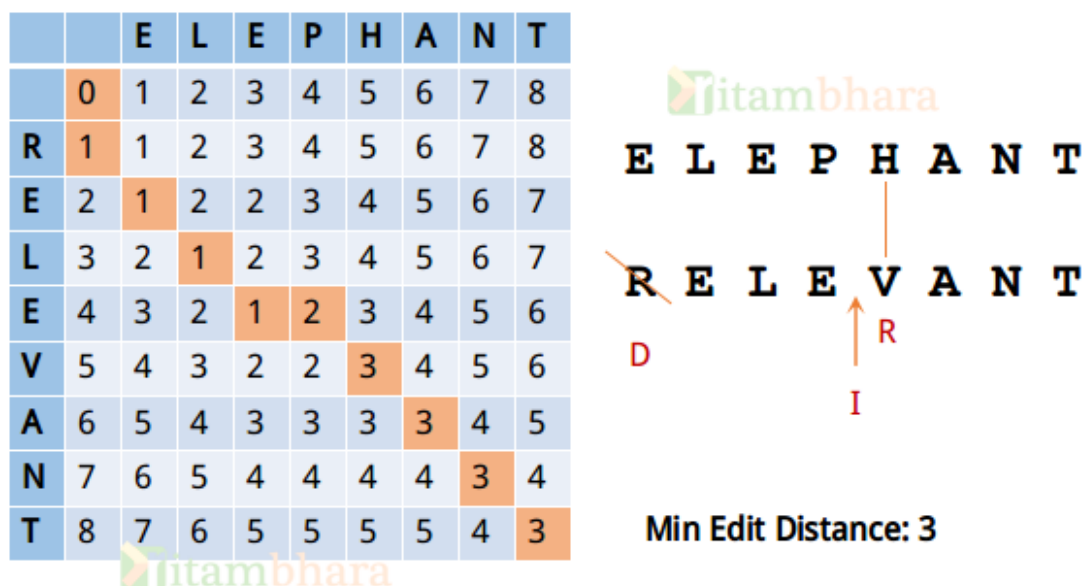 E L E P H A N T
0 1 2 3 4 5 6 7 8
R 1 1 2 3 4 5 6 7 8
E 2 1 2 2 3 4 5 6 7
L 3 2 1 2 3 4 5 6 7
E 4 3 2 1 2 3 4 5 6
V 5 4 3 2 2 3 4 5 6
A 6 5 4 3 3 3 3 4 5
N 7 6 5 4 4 4 4 3 4
T 8 7 6 5 5 5 5 4 3
ritambhara
ritambhara
E L E P H A N T
R E L E V A N T
D
R
I
Min Edit Distance: 3